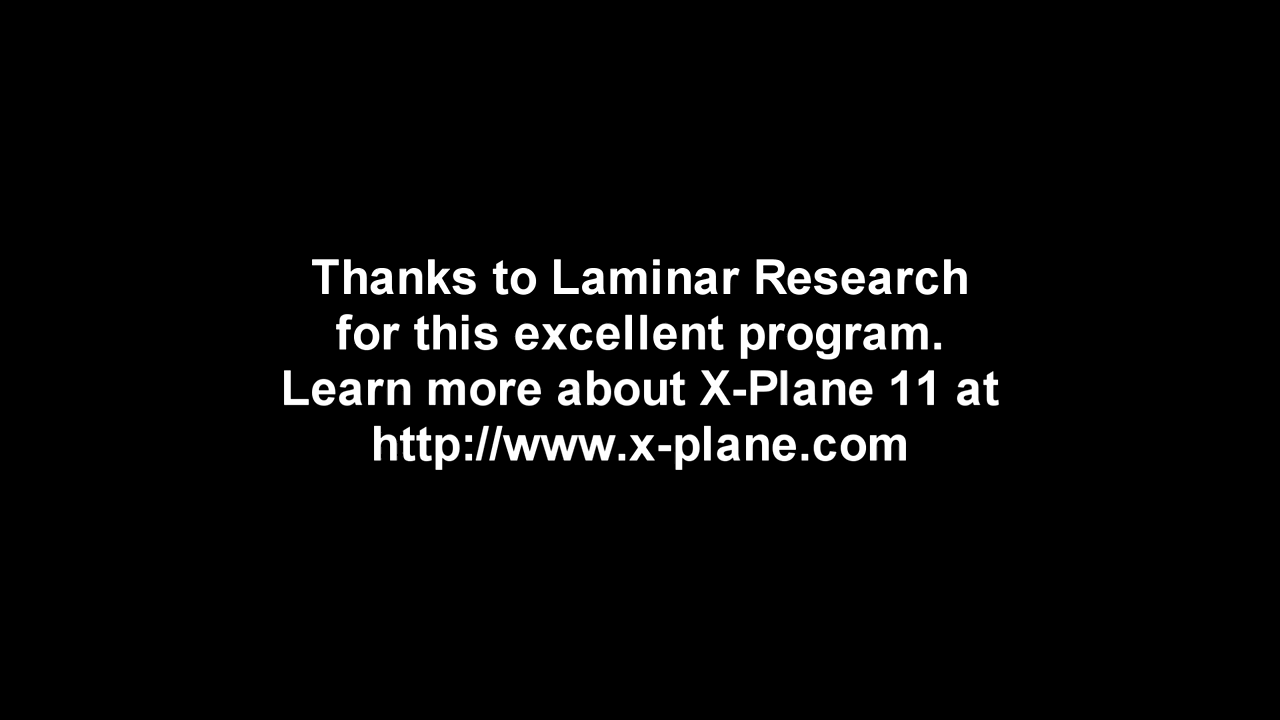 Thanks to Laminar Research
for this excellent program.
Learn more about X-Plane 11 at
http://www.x-plane.com